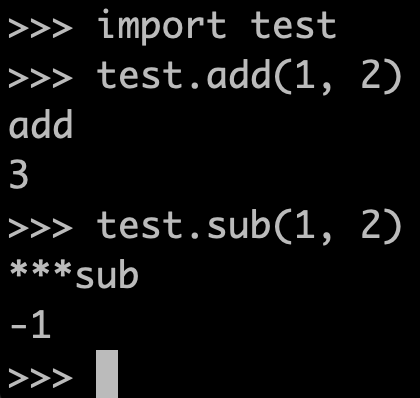 >>> import test
>>> test.add(1, 2)
add
3
>>> test.sub(1, 2)
***sub
-1
>>>